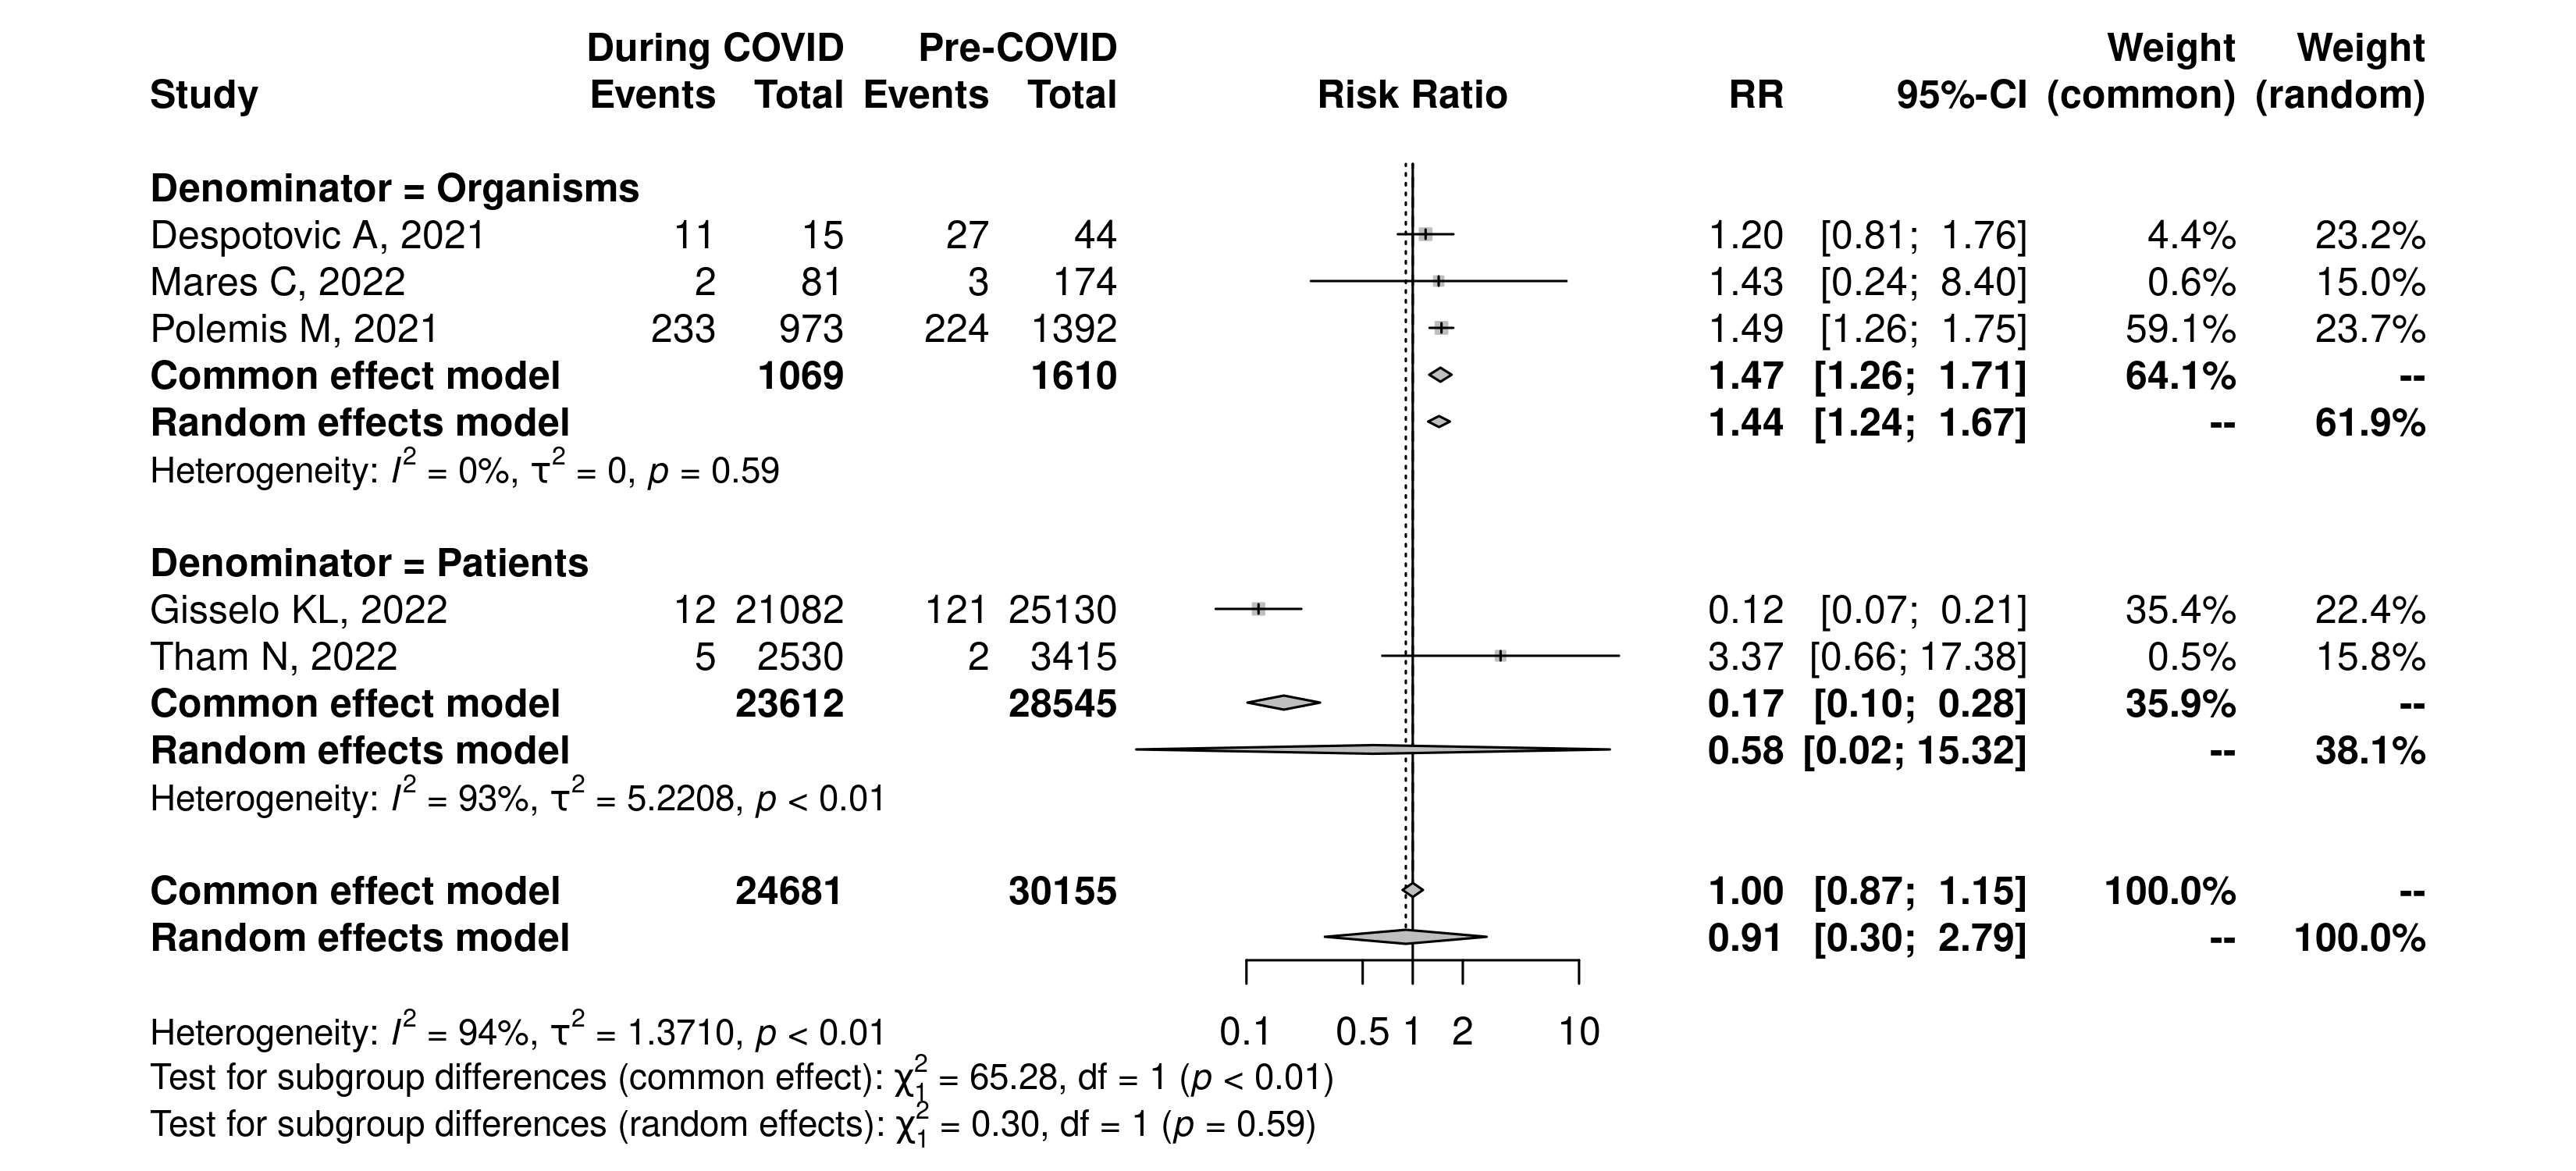 During COVID Pre-COVID Weight Weight
Study Events Total Events Total Risk Ratio RR 95%-CI (common) (random)
Denominator = Organisms
Despotovic A, 2021 11 15 27 44 1.20 [0.81; 1.76] 4.4% 23.2%
Mares C, 2022 2 81 3 174 1.43 [0.24; 8.40] 0.6% 15.0%
Polemis M, 2021 233 973 224 1392 1.49 [1.26; 1.75] 59.1% 23.7%
Common effect model 1069 1610 1.47 [1.26; 1.71] 64.1% --
Random effects model 1.44 [1.24; 1.67] -- 61.9%
Heterogeneity: I² = 0%, τ² = 0, p = 0.59
Denominator = Patients
Gisselo KL, 2022 12 21082 121 25130 0.12 [0.07; 0.21] 35.4% 22.4%
Tham N, 2022 5 2530 2 3415 3.37 [0.66; 17.38] 0.5% 15.8%
Common effect model 23612 28545 0.17 [0.10; 0.28] 35.9% --
Random effects model 0.58 [0.02; 15.32] -- 38.1%
Heterogeneity: I² = 93%, τ² = 5.2208, p < 0.01
Common effect model 24681 30155 1.00 [0.87; 1.15] 100.0% --
Random effects model 0.91 [0.30; 2.79] -- 100.0%
Heterogeneity: I² = 94%, τ² = 1.3710, p < 0.01 0.1 0.5 1 2 10
Test for subgroup differences (common effect): χ²₁ = 65.28, df = 1 (p < 0.01)
Test for subgroup differences (random effects): χ²₁ = 0.30, df = 1 (p = 0.59)